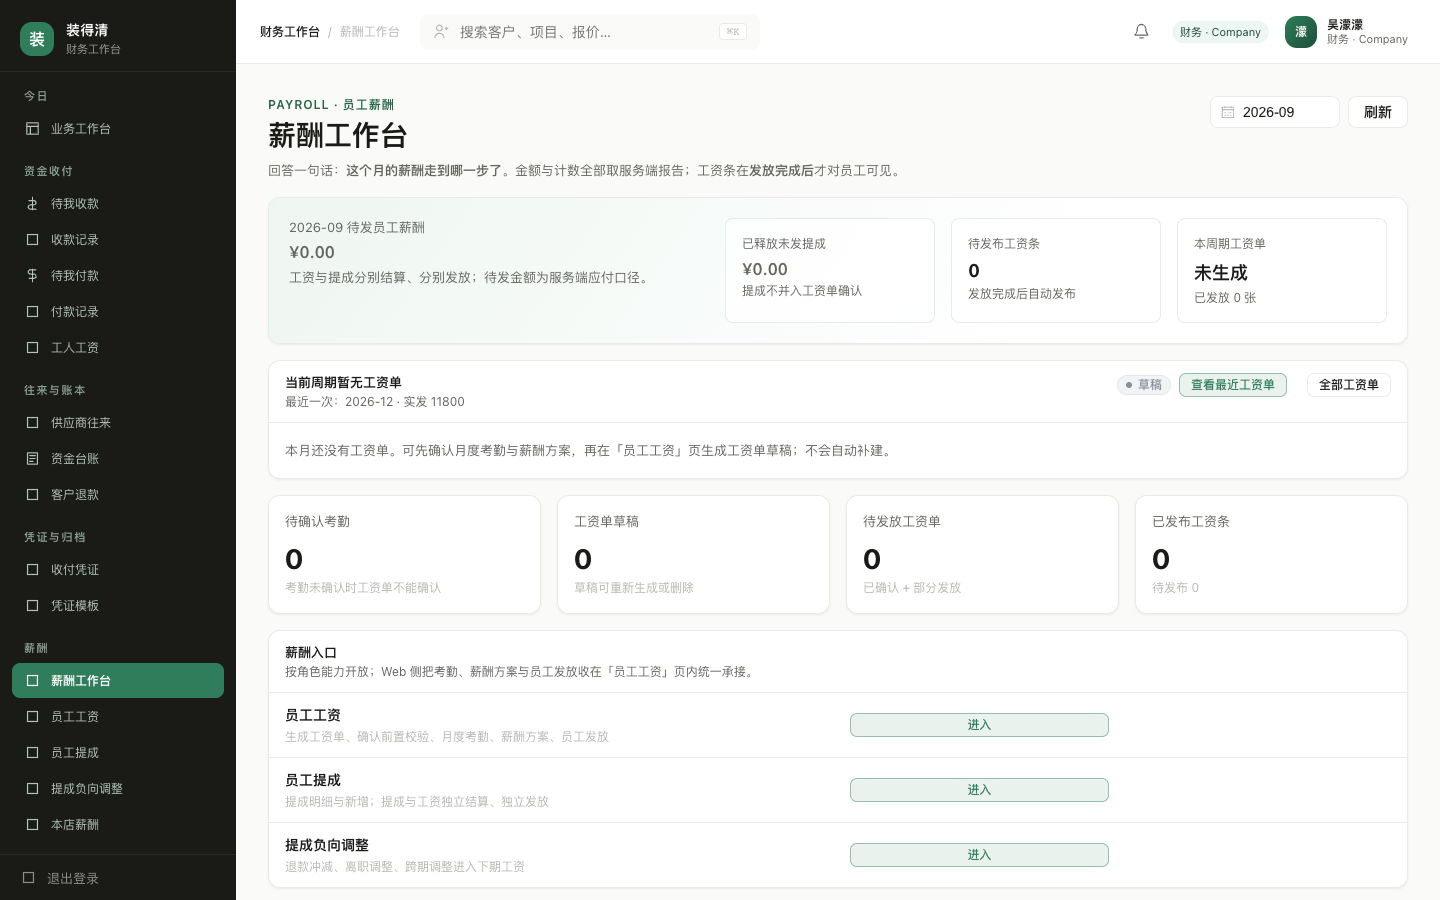 装
装得清
财务工作台
今日
业务工作台
资金收付
待我收款
收款记录
待我付款
付款记录
工人工资
往来与账本
供应商往来
资金台账
客户退款
凭证与归档
收付凭证
凭证模板
薪酬
薪酬工作台
员工工资
员工提成
提成负向调整
本店薪酬
退出登录
财务工作台 / 薪酬工作台
搜索客户、项目、报价...
⌘K
财务 · Company
濛
吴濛濛
财务 · Company
PAYROLL · 员工薪酬
薪酬工作台
回答一句话：这个月的薪酬走到哪一步了。金额与计数全部取服务端报告；工资条在发放完成后才对员工可见。
2026-09
刷新
2026-09 待发员工薪酬
¥0.00
工资与提成分别结算、分别发放；待发金额为服务端应付口径。
已释放未发提成
¥0.00
提成不并入工资单确认
待发布工资条
0
发放完成后自动发布
本周期工资单
未生成
已发放 0 张
当前周期暂无工资单
最近一次：2026-12 · 实发 11800
草稿
查看最近工资单
全部工资单
本月还没有工资单。可先确认月度考勤与薪酬方案，再在「员工工资」页生成工资单草稿；不会自动补建。
待确认考勤
0
考勤未确认时工资单不能确认
工资单草稿
0
草稿可重新生成或删除
待发放工资单
0
已确认 + 部分发放
已发布工资条
0
待发布 0
薪酬入口
按角色能力开放；Web 侧把考勤、薪酬方案与员工发放收在「员工工资」页内统一承接。
员工工资
生成工资单、确认前置校验、月度考勤、薪酬方案、员工发放
进入
员工提成
提成明细与新增；提成与工资独立结算、独立发放
进入
提成负向调整
退款冲减、离职调整、跨期调整进入下期工资
进入